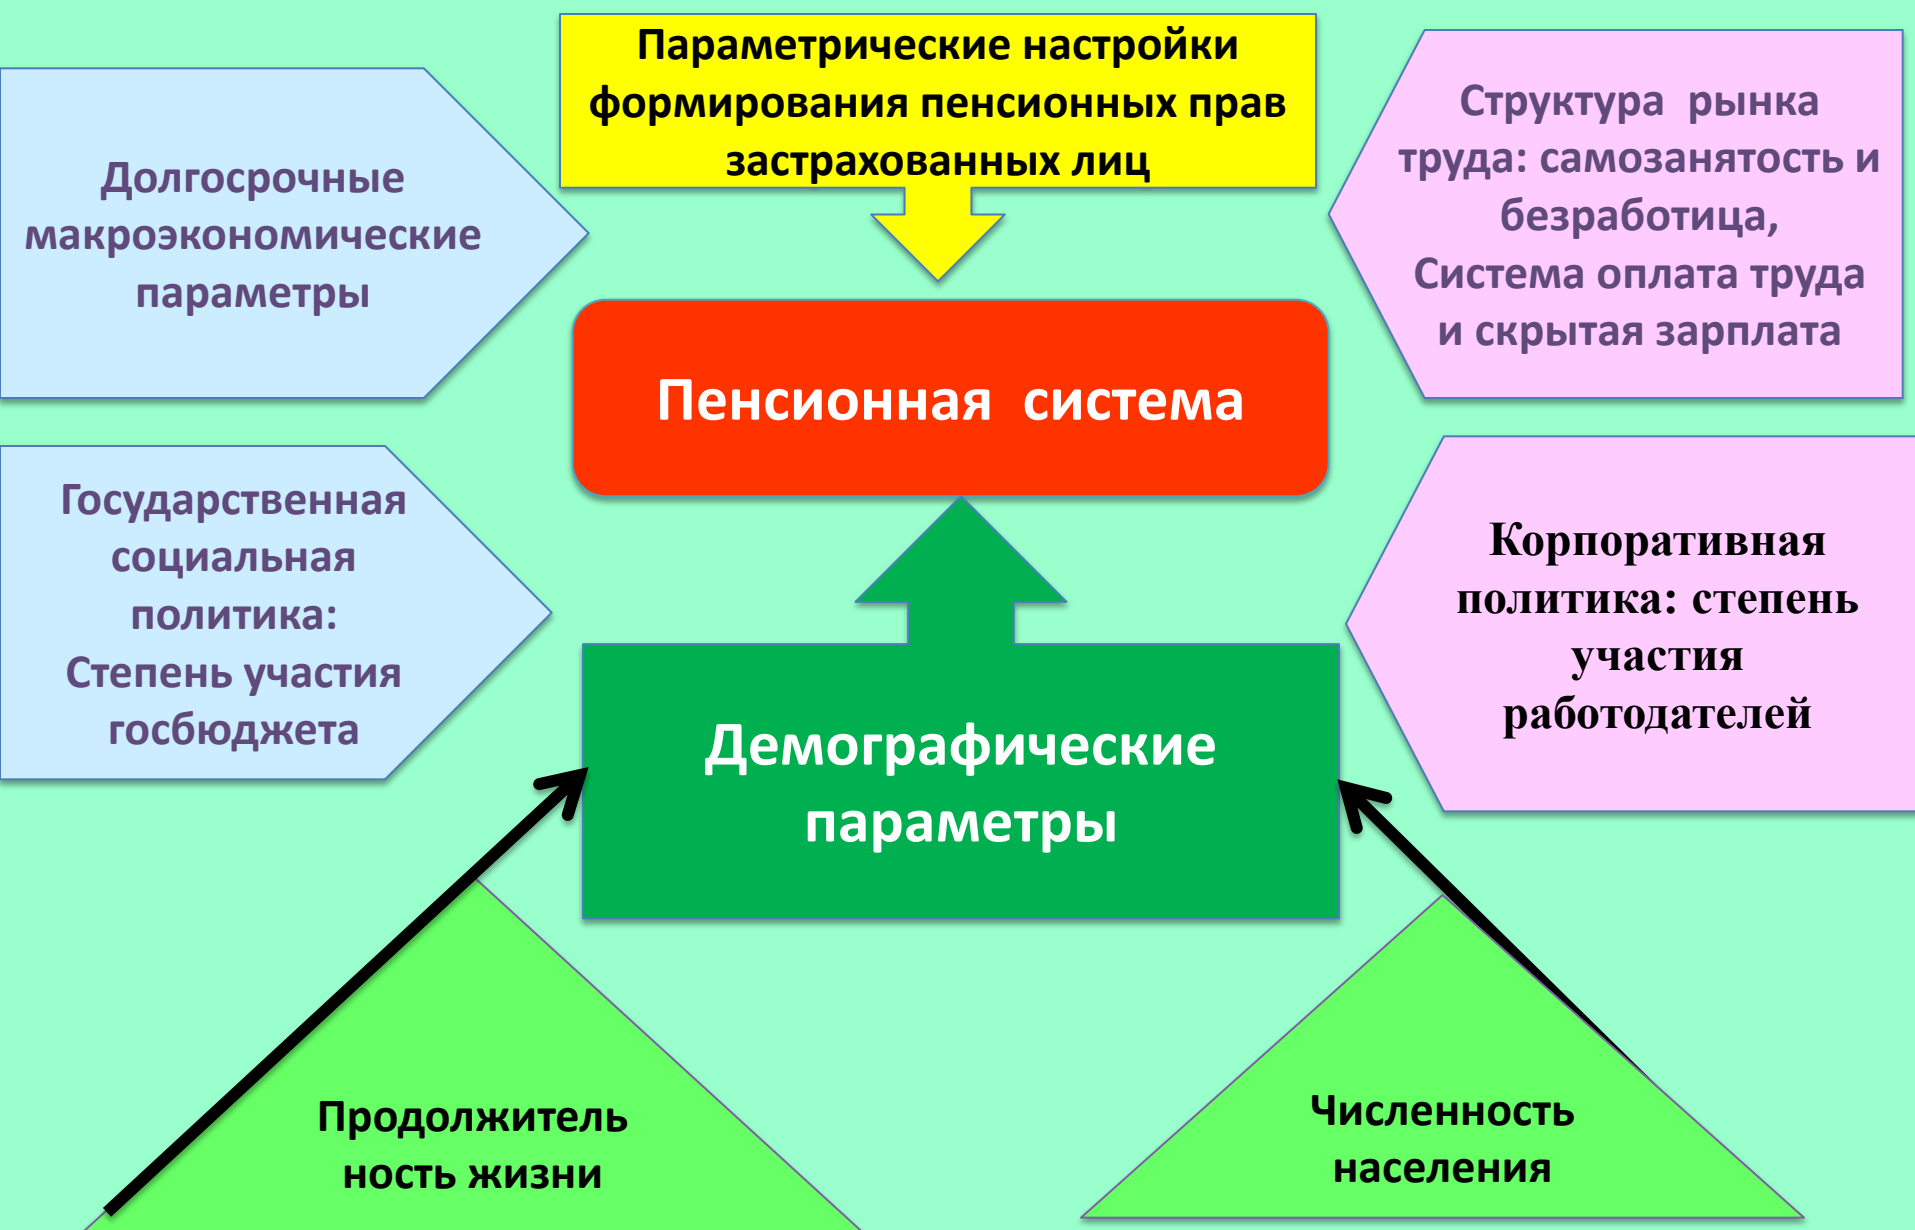 Параметрические настройки
формирования пенсионных прав
застрахованных лиц
Долгосрочные
макроэкономические
параметры
Структура рынка
труда: самозанятость и
безработица,
Система оплата труда
и скрытая зарплата
Пенсионная система
Государственная
социальная
политика:
Степень участия
госбюджета
Корпоративная
политика: степень
участия
работодателей
Демографические
параметры
Продолжитель
ность жизни
Численность
населения